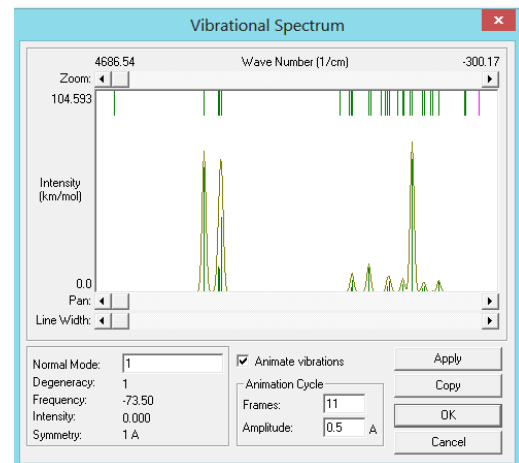 Vibrational Spectrum
x
4686.54 Wave Number (1/cm) -300.17
Zoom:
104.593
Intensity
(km/mol)
0.0
Pan:
Line Width:
Normal Mode: 1
Degeneracy: 1
Frequency: -73.50
Intensity: 0.000
Symmetry: 1 A
Animate vibrations
Animation Cycle
Frames: 11
Amplitude: 0.5 A
Apply
Copy
OK
Cancel